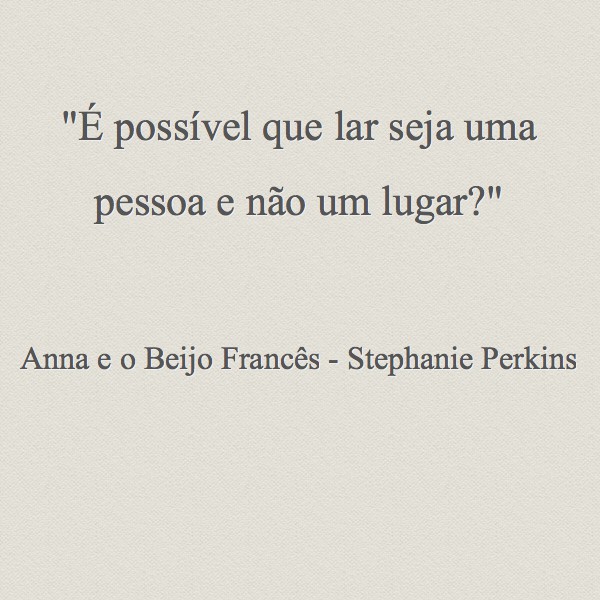 "É possível que lar seja uma
pessoa e não um lugar?"
Anna e o Beijo Francês - Stephanie Perkins